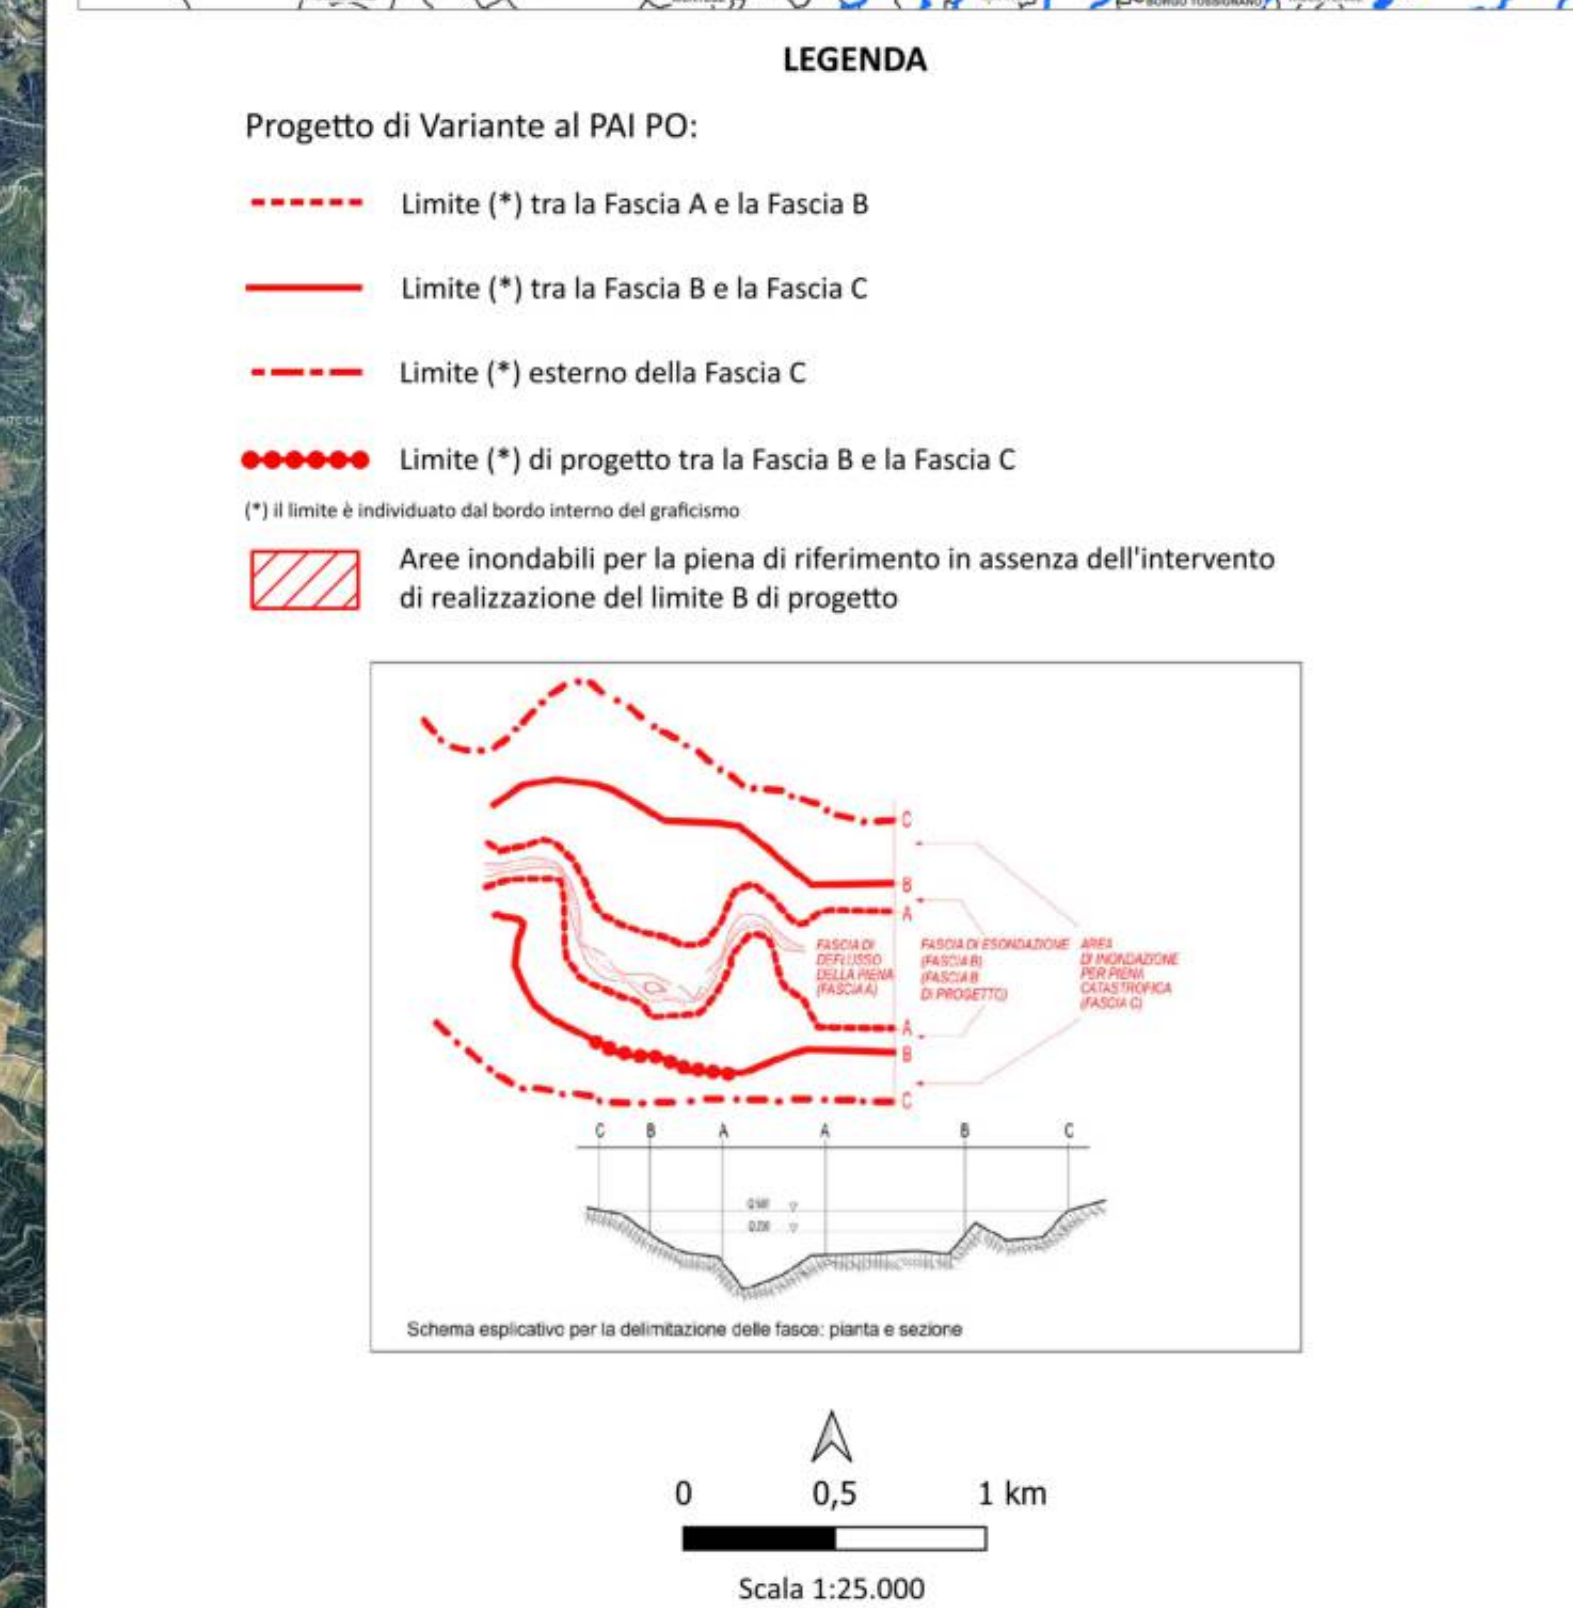 BORGO TOSSIGNANO
LEGENDA
Progetto di Variante al PAI PO:
Limite (*) tra la Fascia A e la Fascia B
Limite (*) tra la Fascia B e la Fascia C
Limite (*) esterno della Fascia C
Limite (*) di progetto tra la Fascia B e la Fascia C
(*) il limite è individuato dal bordo interno del graficismo
Aree inondabili per la piena di riferimento in assenza dell'intervento
di realizzazione del limite B di progetto
C
B
A
FASCIA DI
DEFLUSSO
DELLA PIENA
(FASCIA A)
FASCIA DI ESONDAZIONE
(FASCIA B)
(FASCIA B
DI PROGETTO)
AREA
DI INONDAZIONE
PER PIENA
CATASTROFICA
(FASCIA C)
A
B
C
C B A A B C
Schema esplicativo per la delimitazione delle fasce: pianta e sezione
0 0,5 1 km
Scala 1:25.000